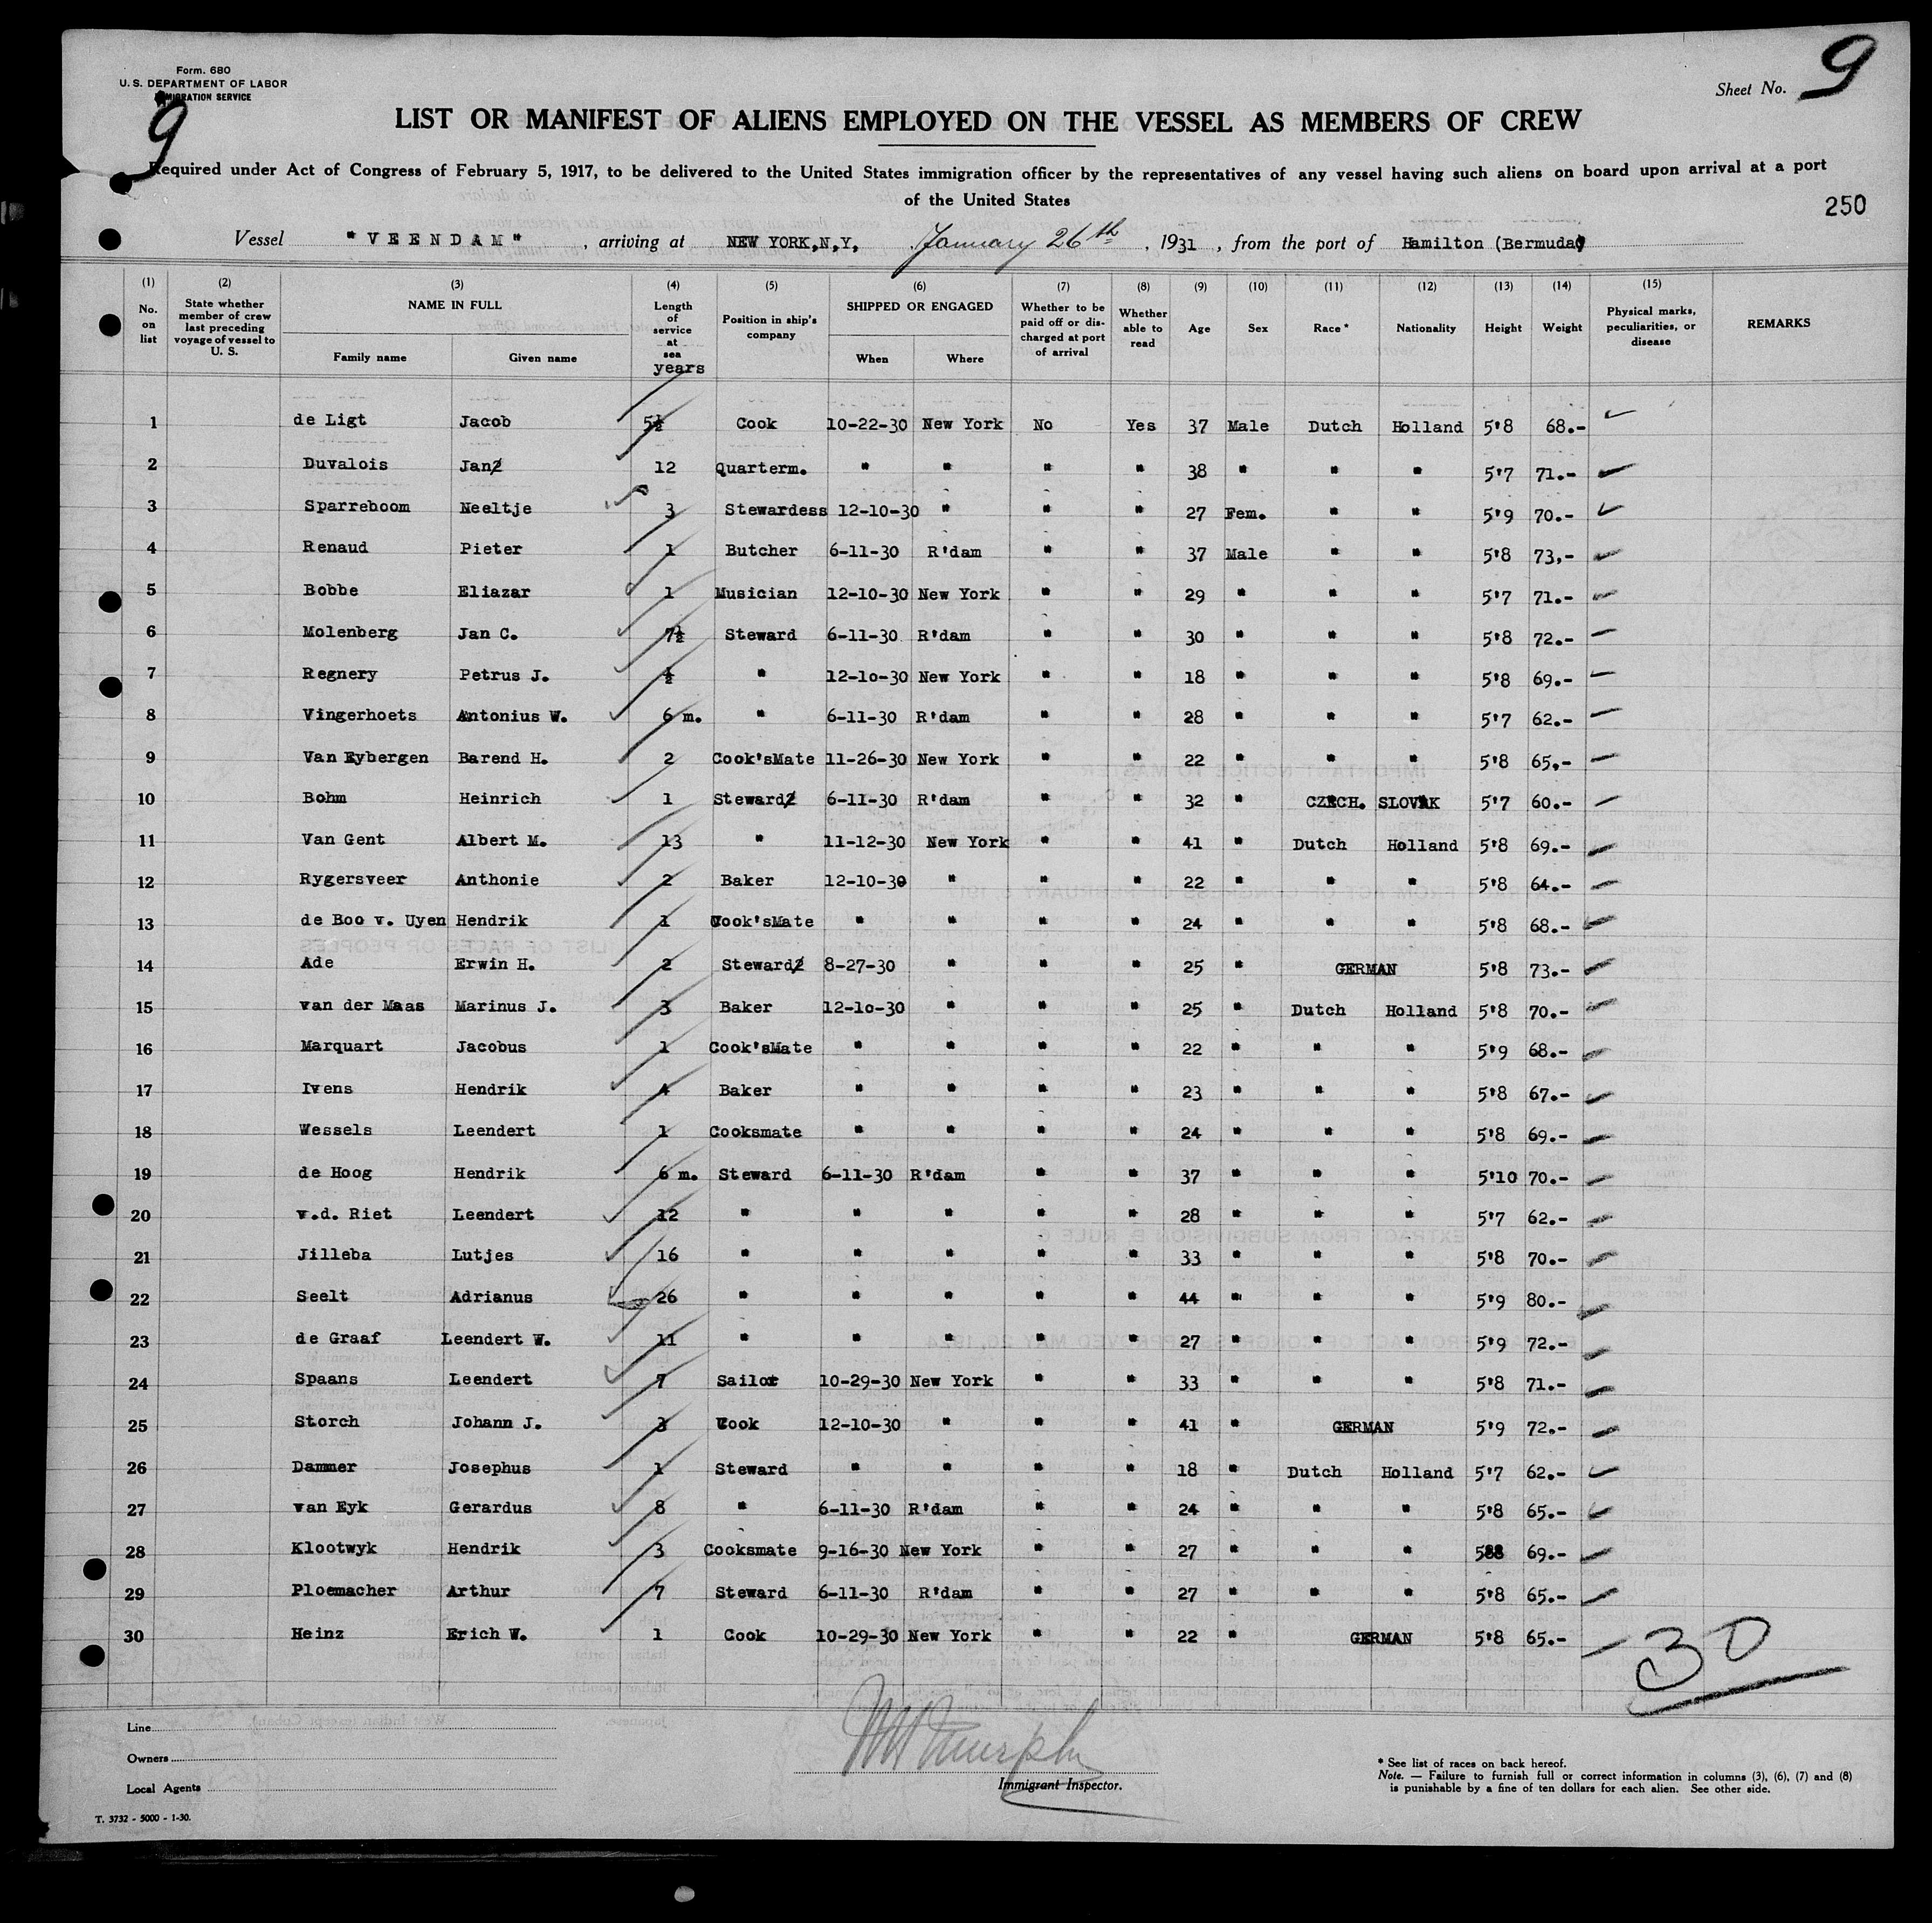 Form. 680
U. S. DEPARTMENT OF LABOR
IMMIGRATION SERVICE
9
Sheet No. 9
LIST OR MANIFEST OF ALIENS EMPLOYED ON THE VESSEL AS MEMBERS OF CREW
Required under Act of Congress of February 5, 1917, to be delivered to the United States immigration officer by the representatives of any vessel having such aliens on board upon arrival at a port
of the United States
250
Vessel "VEENDAM", arriving at NEW YORK,N,Y, January 26th, 1931, from the port of Hamilton (Bermuda)
(1) (2) (3) (4) (5) (6) (7) (8) (9) (10) (11) (12) (13) (14) (15)
No. on list | State whether member of crew last preceding voyage of vessel to U. S. | NAME IN FULL Family name Given name | Length of service at sea years | Position in ship's company | SHIPPED OR ENGAGED When Where | Whether to be paid off or discharged at port of arrival | Whether able to read | Age | Sex | Race* | Nationality | Height | Weight | Physical marks, peculiarities, or disease | REMARKS
1 de Ligt Jacob 5½ Cook 10-22-30 New York No Yes 37 Male Dutch Holland 5'8 68.-
2 Duvalois Jan 12 Quarterm. " " " " 38 " " " 5'7 71.-
3 Sparreboom Neeltje 3 Stewardess 12-10-30 " " " 27 Fem. " " 5'9 70.-
4 Renaud Pieter 1 Butcher 6-11-30 R'dam " " 37 Male " " 5'8 73,-
5 Bobbe Eliazar 1 Musician 12-10-30 New York " " 29 " " " 5'7 71.-
6 Molenberg Jan C. 7½ Steward 6-11-30 R'dam " " 30 " " " 5'8 72.-
7 Regnery Petrus J. ½ " 12-10-30 New York " " 18 " " " 5'8 69.-
8 Vingerhoets Antonius W. 6 m. " 6-11-30 R'dam " " 28 " " " 5'7 62.-
9 Van Eybergen Barend H. 2 Cook'sMate 11-26-30 New York " " 22 " " " 5'8 65,-
10 Bohm Heinrich 1 Steward 6-11-30 R'dam " " 32 " CZECH. SLOVAK 5'7 60.-
11 Van Gent Albert M. 13 " 11-12-30 New York " " 41 " Dutch Holland 5'8 69.-
12 Rygersveer Anthonie 2 Baker 12-10-30 " " " 22 " " " 5'8 64.-
13 de Boo v. Uyen Hendrik 1 Cook'sMate " " " " 24 " " " 5'8 68.-
14 Ade Erwin H. 2 Steward 8-27-30 " " " 25 " GERMAN 5'8 73.-
15 van der Maas Marinus J. 3 Baker 12-10-30 " " " 25 " Dutch Holland 5'8 70.-
16 Marquart Jacobus 1 Cook'sMate " " " " 22 " " " 5'9 68.-
17 Ivens Hendrik 4 Baker " " " " 23 " " " 5'8 67.-
18 Wessels Leendert 1 Cooksmate " " " " 24 " " " 5'8 69.-
19 de Hoog Hendrik 6 m. Steward 6-11-30 R'dam " " 37 " " " 5'10 70.-
20 v.d. Riet Leendert 12 " " " " " 28 " " " 5'7 62.-
21 Jilleba Lutjes 16 " " " " " 33 " " " 5'8 70.-
22 Seelt Adrianus 26 " " " " " 44 " " " 5'9 80.-
23 de Graaf Leendert W. 11 " " " " " 27 " " " 5'9 72.-
24 Spaans Leendert 7 Sailor 10-29-30 New York " " 33 " " " 5'8 71.-
25 Storch Johann J. 3 Cook 12-10-30 " " " 41 " GERMAN 5'9 72.-
26 Dammer Josephus 1 Steward " " " " 18 " Dutch Holland 5'7 62.-
27 van Eyk Gerardus 8 " 6-11-30 R'dam " " 24 " " " 5'8 65.-
28 Klootwyk Hendrik 3 Cooksmate 9-16-30 New York " " 27 " " " 5'8 69.-
29 Ploemacher Arthur 7 Steward 6-11-30 R'dam " " 27 " " " 5'8 65.-
30 Heinz Erich W. 1 Cook 10-29-30 New York " " 22 " GERMAN 5'8 65.-
30
Line
Owners
Local Agents
Murphy
Immigrant Inspector.
* See list of races on back hereof.
Note. — Failure to furnish full or correct information in columns (3), (6), (7) and (8)
is punishable by a fine of ten dollars for each alien. See other side.
T. 3732 - 5000 - 1-30.